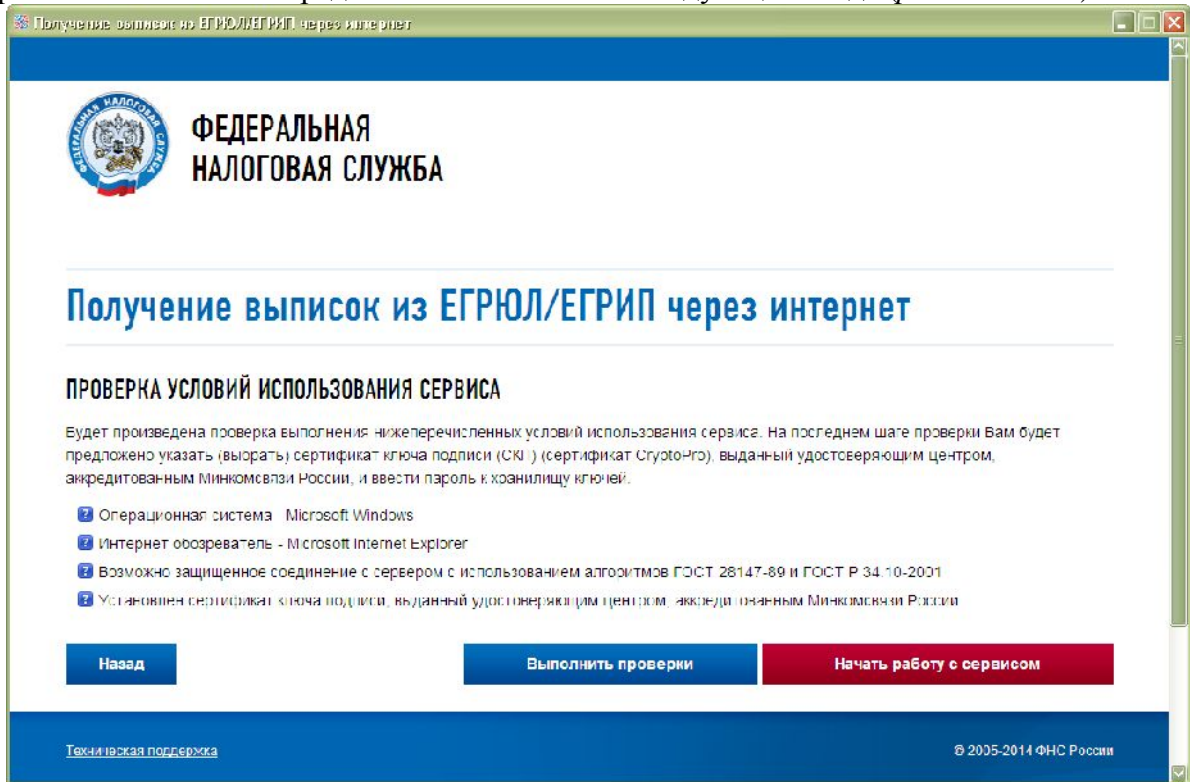 Получение выписок из ЕГРЮЛ/ЕГРИП через интернет
ФЕДЕРАЛЬНАЯ НАЛОГОВАЯ СЛУЖБА
ФЕДЕРАЛЬНАЯ
НАЛОГОВАЯ СЛУЖБА
Получение выписок из ЕГРЮЛ/ЕГРИП через интернет
ПРОВЕРКА УСЛОВИЙ ИСПОЛЬЗОВАНИЯ СЕРВИСА
Будет произведена проверка выполнения нижеперечисленных условий использования сервиса. На последнем шаге проверки Вам будет
предложено указать (выбрать) сертификат ключа подписи (СКП) (сертификат CryptoPro), выданный удостоверяющим центром,
аккредитованным Минкомсвязи России, и ввести пароль к хранилищу ключей.
? Операционная система - Microsoft Windows
? Интернет обозреватель - Microsoft Internet Explorer
? Возможно защищенное соединение с сервером с использованием алгоритмов ГОСТ 28147-89 и ГОСТ Р 34.10-2001
? Установлен сертификат ключа подписи, выданный удостоверяющим центром, аккредитованным Минкомсвязи России
Назад
Выполнить проверки
Начать работу с сервисом
Техническая поддержка
© 2005-2014 ФНС России